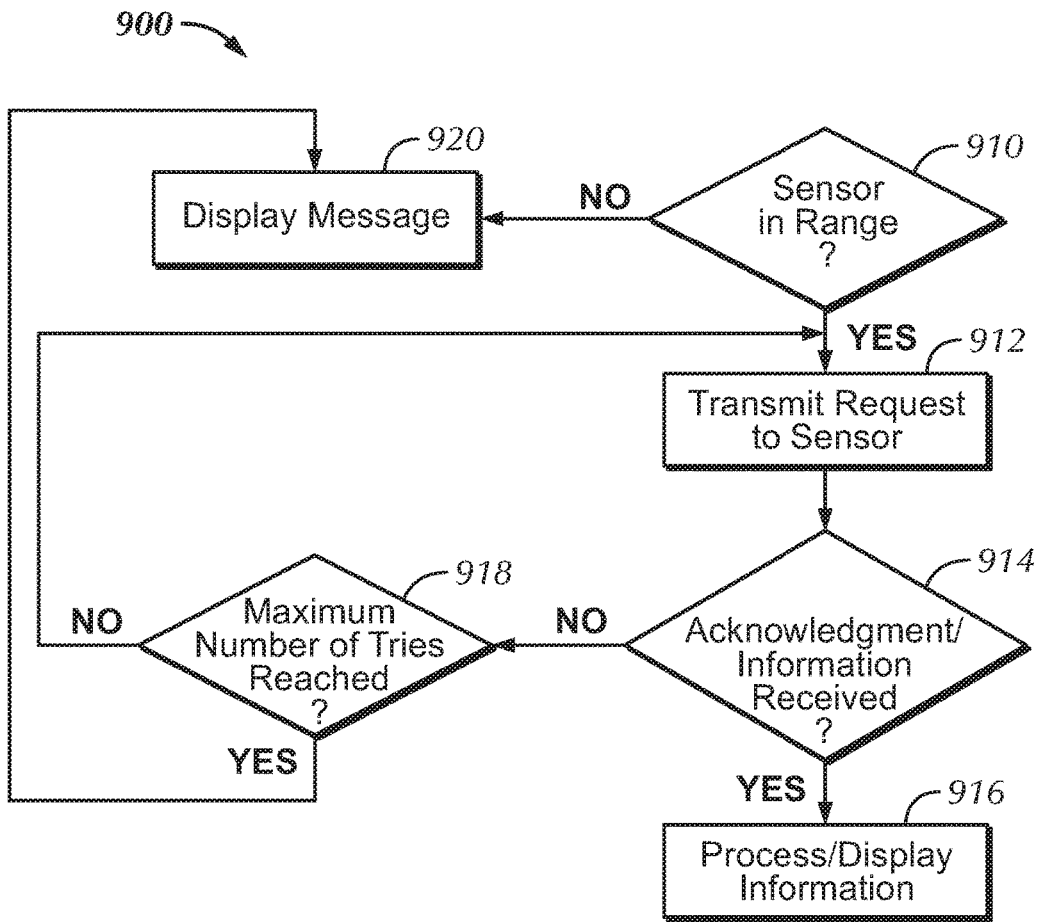 900
920
Display Message
NO
910
Sensor
in Range
?
YES
912
Transmit Request
to Sensor
914
Acknowledgment/
Information
Received
?
NO
918
Maximum
Number of Tries
Reached
?
NO
YES
YES
916
Process/Display
Information